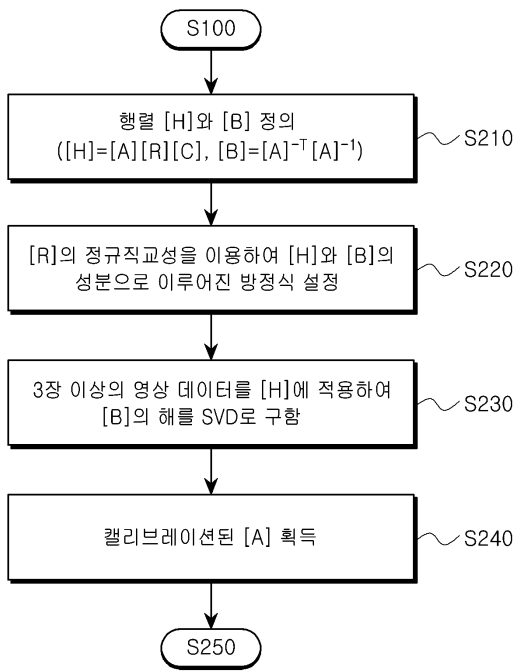 S100
행렬 [H]와 [B] 정의
([H]=[A][R][C], [B]=[A]⁻ᵀ[A]⁻¹)
S210
[R]의 정규직교성을 이용하여 [H]와 [B]의
성분으로 이루어진 방정식 설정
S220
3장 이상의 영상 데이터를 [H]에 적용하여
[B]의 해를 SVD로 구함
S230
캘리브레이션된 [A] 획득
S240
S250